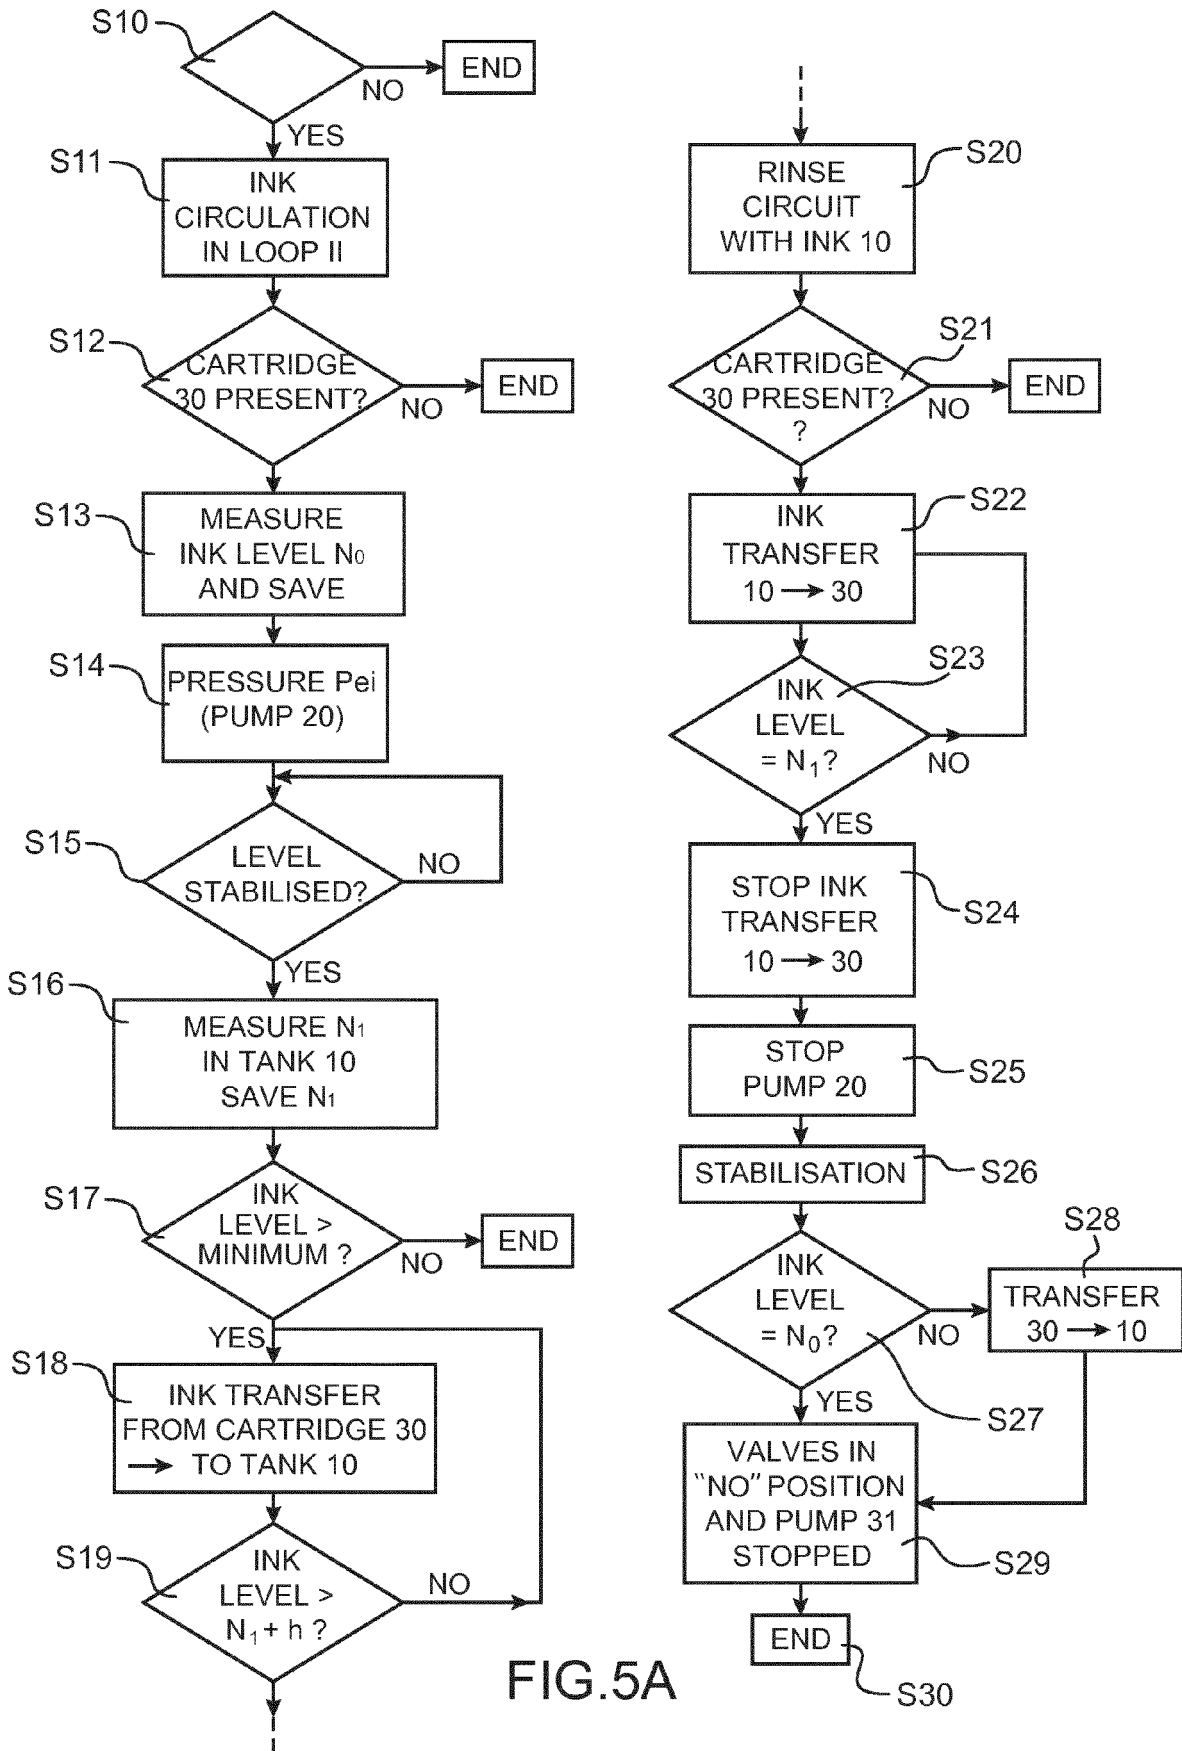 S10
NO
END
YES
S11
INK
CIRCULATION
IN LOOP II
S12
CARTRIDGE
30 PRESENT?
NO
END
S13
MEASURE
INK LEVEL N0
AND SAVE
S14
PRESSURE Pei
(PUMP 20)
S15
LEVEL
STABILISED?
NO
YES
S16
MEASURE N1
IN TANK 10
SAVE N1
S17
INK
LEVEL >
MINIMUM ?
NO
END
YES
S18
INK TRANSFER
FROM CARTRIDGE 30
→ TO TANK 10
S19
INK
LEVEL >
N1 + h ?
NO
S20
RINSE
CIRCUIT
WITH INK 10
S21
CARTRIDGE
30 PRESENT?
?
NO
END
S22
INK
TRANSFER
10 → 30
S23
INK
LEVEL
= N1?
NO
YES
S24
STOP INK
TRANSFER
10 → 30
S25
STOP
PUMP 20
S26
STABILISATION
S27
INK
LEVEL
= N0?
NO
S28
TRANSFER
30 → 10
YES
S29
VALVES IN
"NO" POSITION
AND PUMP 31
STOPPED
END
S30
FIG.5A